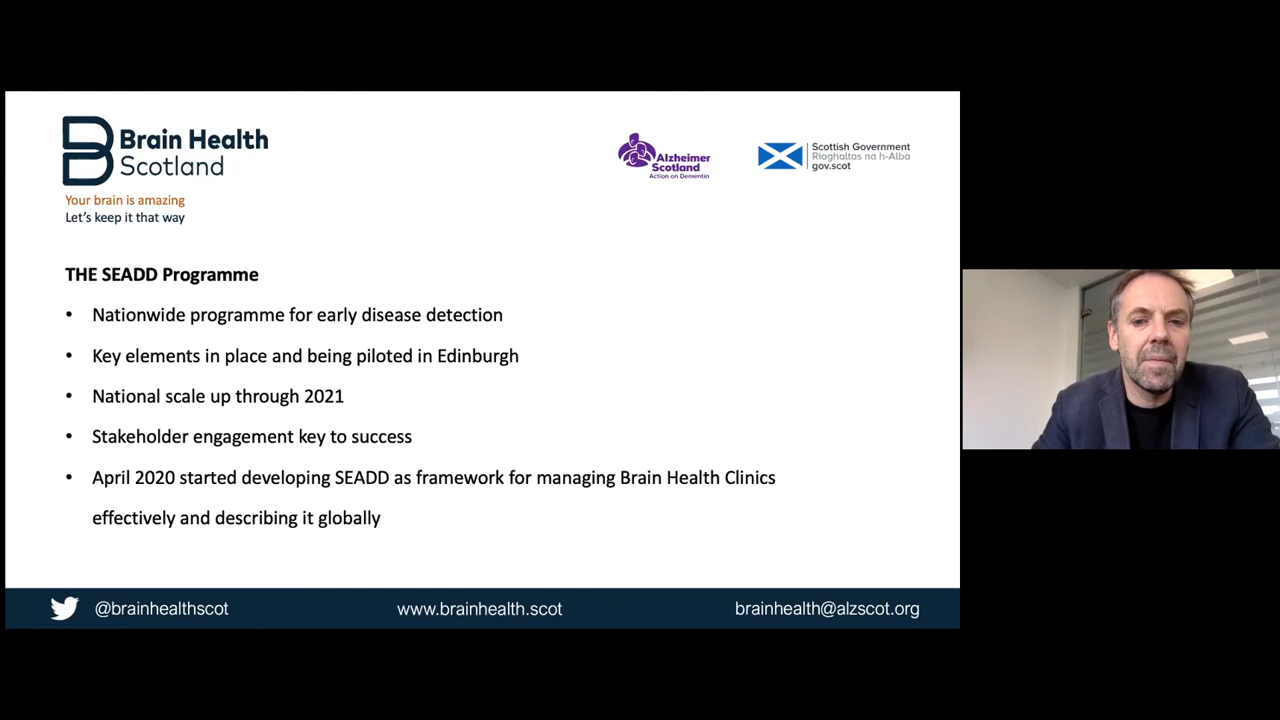 Brain Health
Scotland
Your brain is amazing
Let's keep it that way
Alzheimer
Scotland
Action on Dementia
Scottish Government
Riaghaltas na h-Alba
gov.scot
THE SEADD Programme
• Nationwide programme for early disease detection
• Key elements in place and being piloted in Edinburgh
• National scale up through 2021
• Stakeholder engagement key to success
• April 2020 started developing SEADD as framework for managing Brain Health Clinics
effectively and describing it globally
@brainhealthscot
www.brainhealth.scot
brainhealth@alzscot.org